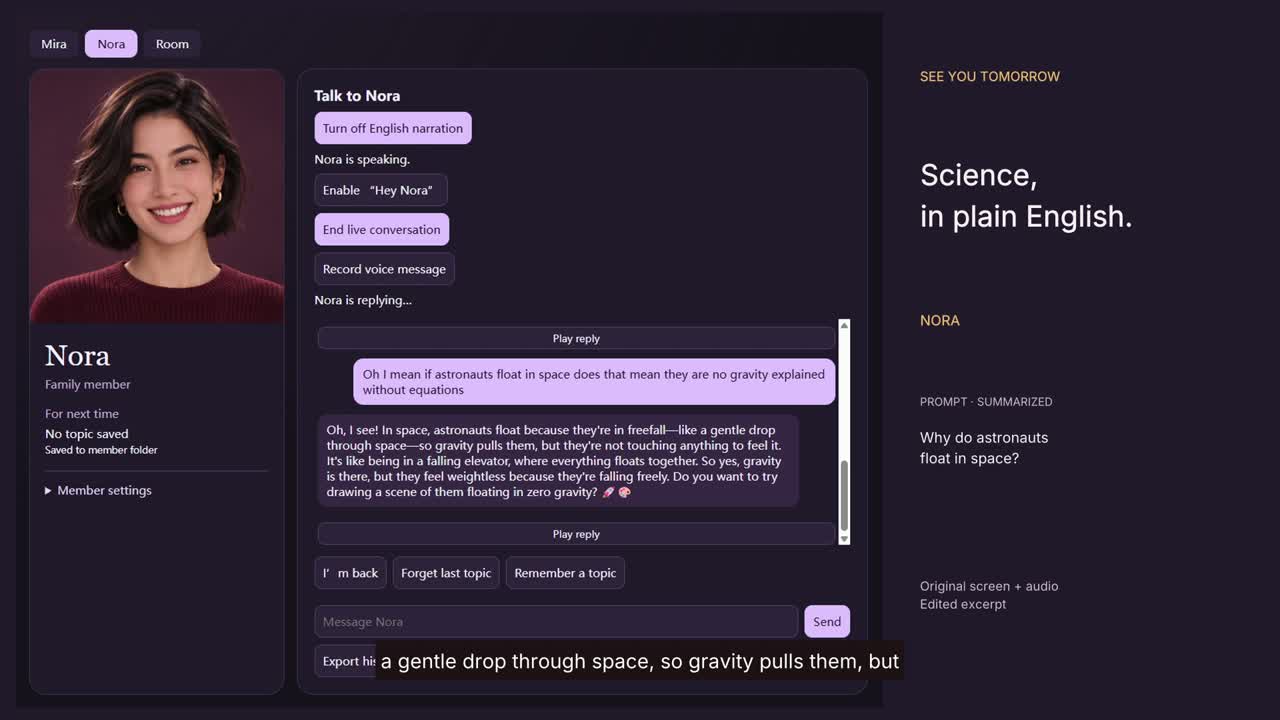 Mira
Nora
Room
Nora
Family member
For next time
No topic saved
Saved to member folder
Member settings
Talk to Nora
Turn off English narration
Nora is speaking.
Enable “Hey Nora”
End live conversation
Record voice message
Nora is replying...
Play reply
Oh I mean if astronauts float in space does that mean they are no gravity explained
without equations
Oh, I see! In space, astronauts float because they're in freefall—like a gentle drop
through space—so gravity pulls them, but they're not touching anything to feel it.
It's like being in a falling elevator, where everything floats together. So yes, gravity
is there, but they feel weightless because they're falling freely. Do you want to try
drawing a scene of them floating in zero gravity? 🚀 🎨
Play reply
I’m back
Forget last topic
Remember a topic
Message Nora
Send
Export his
a gentle drop through space, so gravity pulls them, but
SEE YOU TOMORROW
Science,
in plain English.
NORA
PROMPT · SUMMARIZED
Why do astronauts
float in space?
Original screen + audio
Edited excerpt